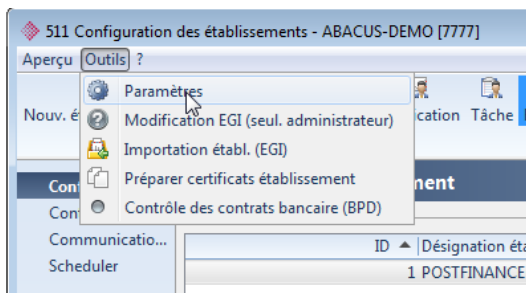 511 Configuration des établissements - ABACUS-DEMO [7777]
Aperçu Outils ?
Paramètres
Nouv. é
Modification EGI (seul. administrateur)
ication Tâche
Importation établ. (EGI)
Préparer certificats établissement
Contrôle des contrats bancaire (BPD)
Con
ment
Con
Communicatio...
ID Désignation éta
Scheduler
1 POSTFINANCE